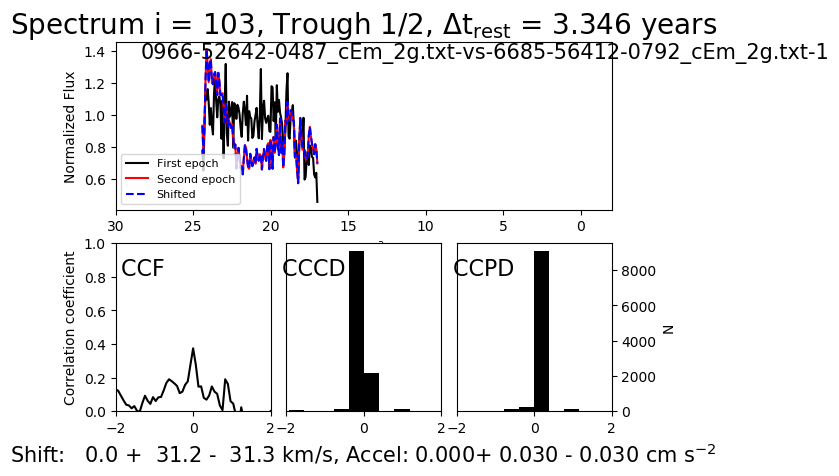 Spectrum i = 103, Trough 1/2, Δt_rest = 3.346 years
0966-52642-0487_cEm_2g.txt-vs-6685-56412-0792_cEm_2g.txt-1
Normalized Flux
1.4
1.2
1.0
0.8
0.6
First epoch
Second epoch
Shifted
30 25 20 15 10 5 0
Correlation coefficient
1.0
0.8
0.6
0.4
0.2
0.0
CCF
−2 0 2
CCCD
−2 0 2
CCPD
−2 0 2
8000
6000
4000
2000
0
N
Shift: 0.0 + 31.2 - 31.3 km/s, Accel: 0.000+ 0.030 - 0.030 cm s⁻²